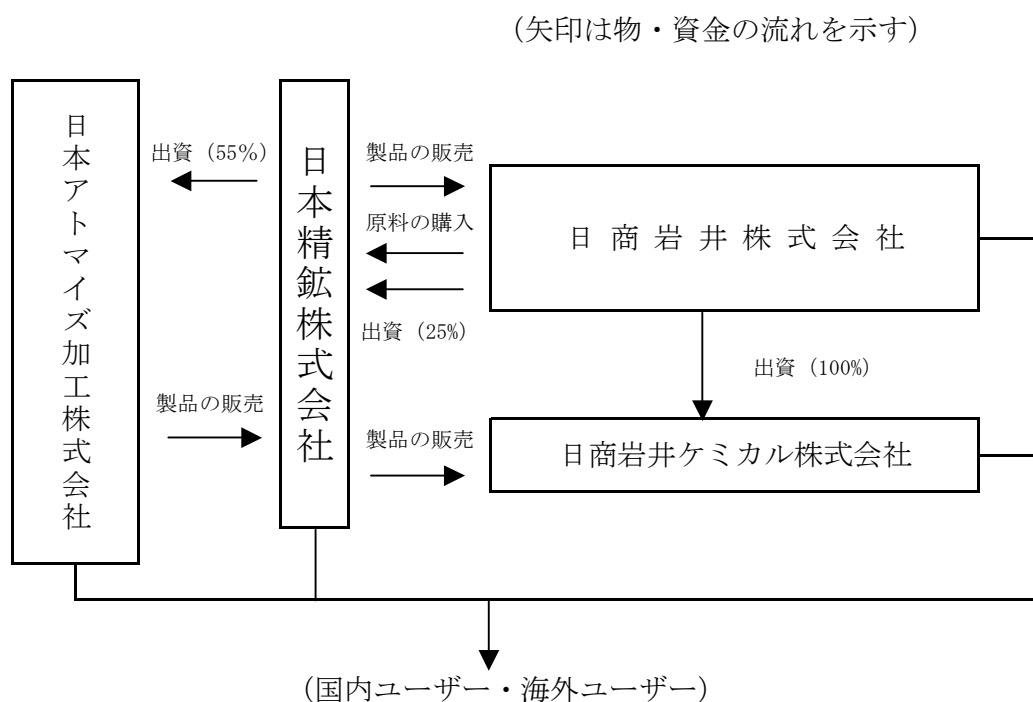 (矢印は物・資金の流れを示す)
日本アトマイズ加工株式会社
出資 (55%)
製品の販売
日本精鉱株式会社
製品の販売
原料の購入
出資 (25%)
製品の販売
日商岩井株式会社
出資 (100%)
日商岩井ケミカル株式会社
(国内ユーザー・海外ユーザー)